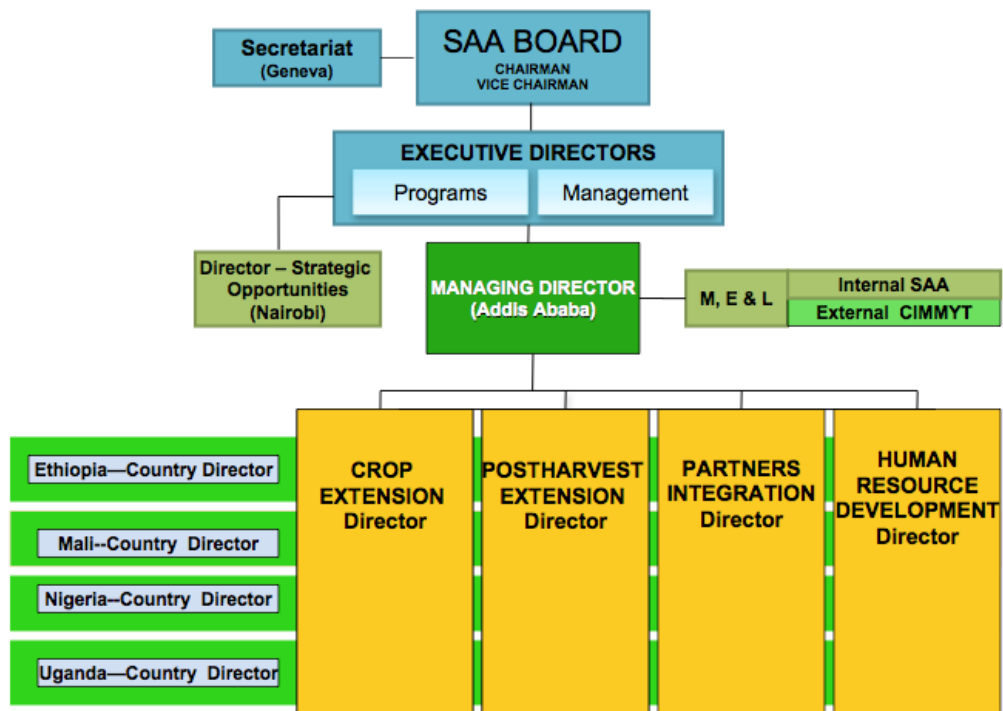 SAA BOARD
CHAIRMAN
VICE CHAIRMAN
Secretariat
(Geneva)
EXECUTIVE DIRECTORS
Programs
Management
Director – Strategic
Opportunities
(Nairobi)
MANAGING DIRECTOR
(Addis Ababa)
M, E & L
Internal SAA
External CIMMYT
CROP
EXTENSION
Director
POSTHARVEST
EXTENSION
Director
PARTNERS
INTEGRATION
Director
HUMAN
RESOURCE
DEVELOPMENT
Director
Ethiopia—Country Director
Mali--Country Director
Nigeria--Country Director
Uganda—Country Director